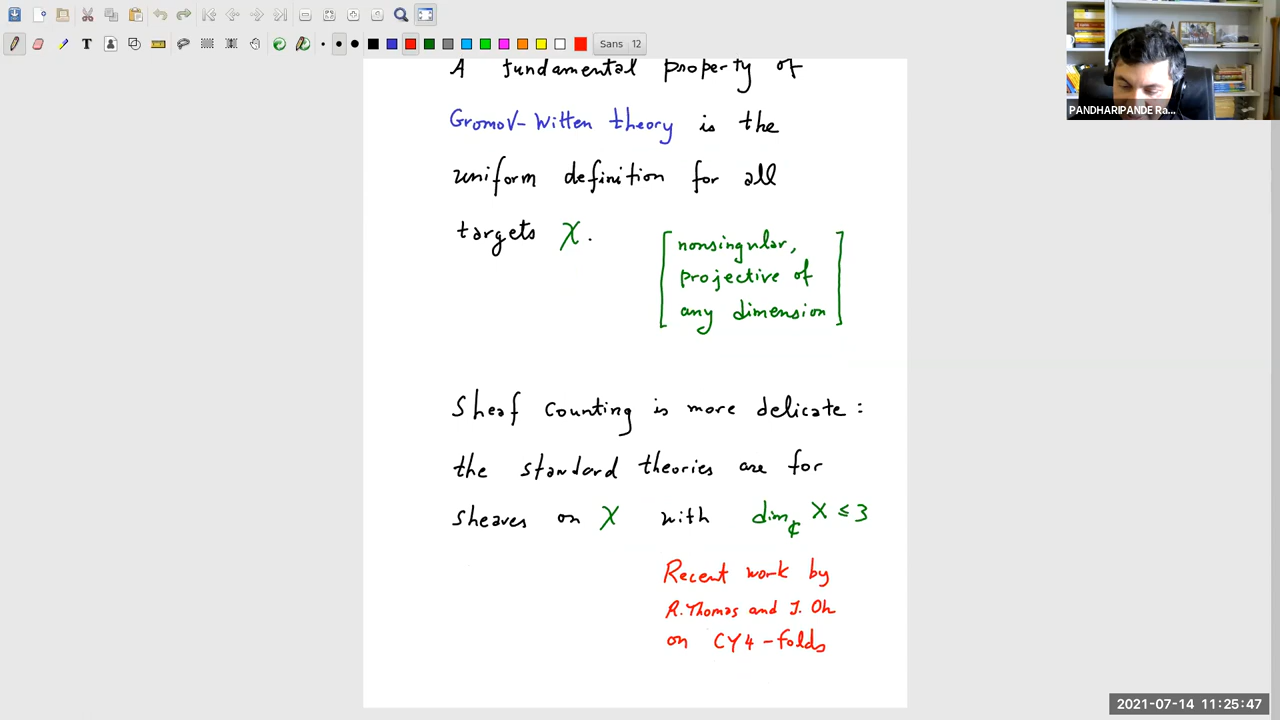 Sans 12
PANDHARIPANDE Ra...
A fundamental property of
Gromov-Witten theory is the
uniform definition for all
targets X.
[nonsingular,
projective of
any dimension]
Sheaf counting is more delicate:
the standard theories are for
sheaves on X with dim_ℂ X ≤ 3
Recent work by
R.Thomas and J. Oh
on CY4-folds
2021-07-14 11:25:47